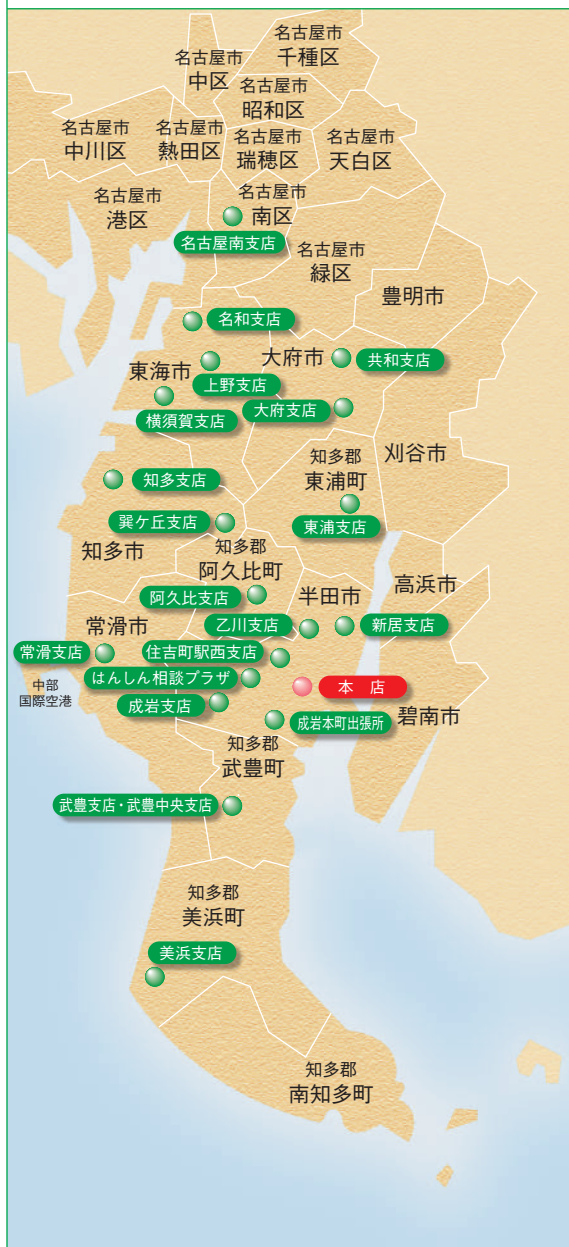 名古屋市
千種区
名古屋市
中区
名古屋市
昭和区
名古屋市
中川区
名古屋市
熱田区
名古屋市
瑞穂区
名古屋市
天白区
名古屋市
港区
名古屋市
南区
名古屋南支店
名古屋市
緑区
豊明市
名和支店
大府市
共和支店
東海市
上野支店
大府支店
横須賀支店
刈谷市
知多郡
東浦町
知多支店
巽ケ丘支店
東浦支店
知多市
知多郡
阿久比町
高浜市
阿久比支店
半田市
常滑市
乙川支店
新居支店
常滑支店
住吉町駅西支店
はんしん相談プラザ
中部
国際空港
本　店
成岩支店
成岩本町出張所
碧南市
知多郡
武豊町
武豊支店・武豊中央支店
知多郡
美浜町
美浜支店
知多郡
南知多町